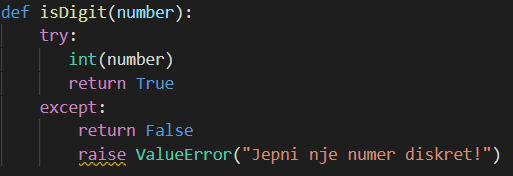 def isDigit(number):
    try:
       int(number)
       return True
    except:
        return False
        raise ValueError("Jepni nje numer diskret!")